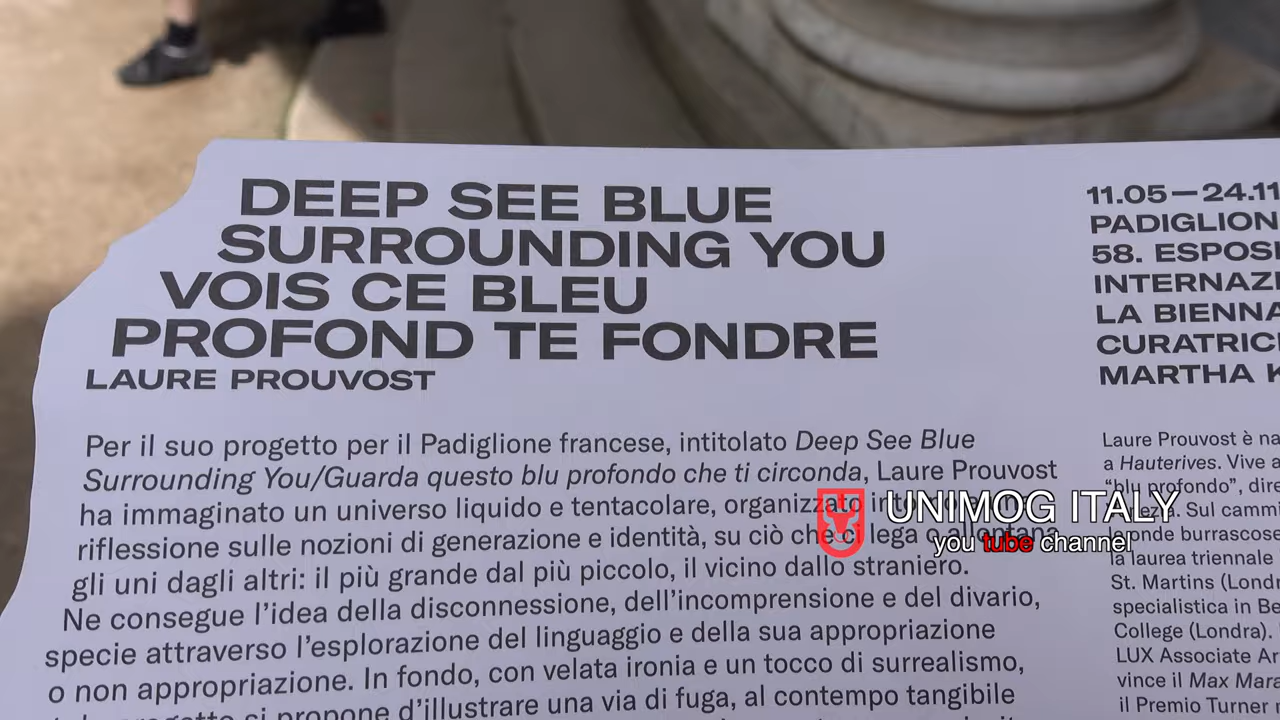 DEEP SEE BLUE
SURROUNDING YOU
VOIS CE BLEU
PROFOND TE FONDRE
LAURE PROUVOST
Per il suo progetto per il Padiglione francese, intitolato Deep See Blue
Surrounding You/Guarda questo blu profondo che ti circonda, Laure Prouvost
ha immaginato un universo liquido e tentacolare, organizzato
riflessione sulle nozioni di generazione e identità, su ciò che ci lega
gli uni dagli altri: il più grande dal più piccolo, il vicino dallo straniero.
Ne consegue l'idea della disconnessione, dell'incomprensione e del divario,
specie attraverso l'esplorazione del linguaggio e della sua appropriazione
o non appropriazione. In fondo, con velata ironia e un tocco di surrealismo,
progetto ci propone d'illustrare una via di fuga, al contempo tangibile
11.05—24.11
PADIGLION
58. ESPOSI
INTERNAZI
LA BIENNA
CURATRICI
MARTHA K
Laure Prouvost è na
a Hauterives. Vive a
"blu profondo", dire
Sul cammi
onde burrascose
la laurea triennale
St. Martins (Londr
specialistica in Be
College (Londra).
LUX Associate Ar
vince il Max Mara
il Premio Turner
UNIMOG ITALY
you tube channel